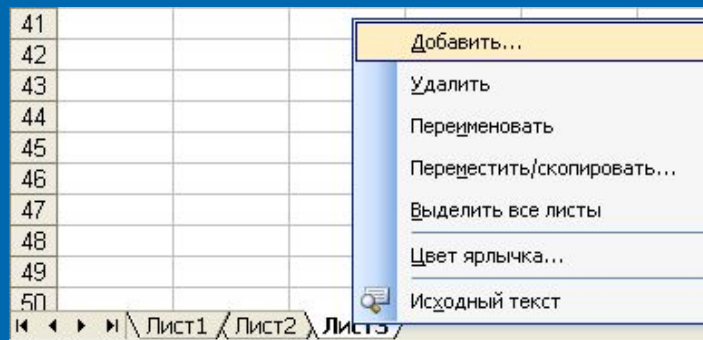 41
42
43
44
45
46
47
48
49
50
Добавить...
Удалить
Переименовать
Переместить/скопировать...
Выделить все листы
Цвет ярлычка...
Исходный текст
Лист1 Лист2 Лист3